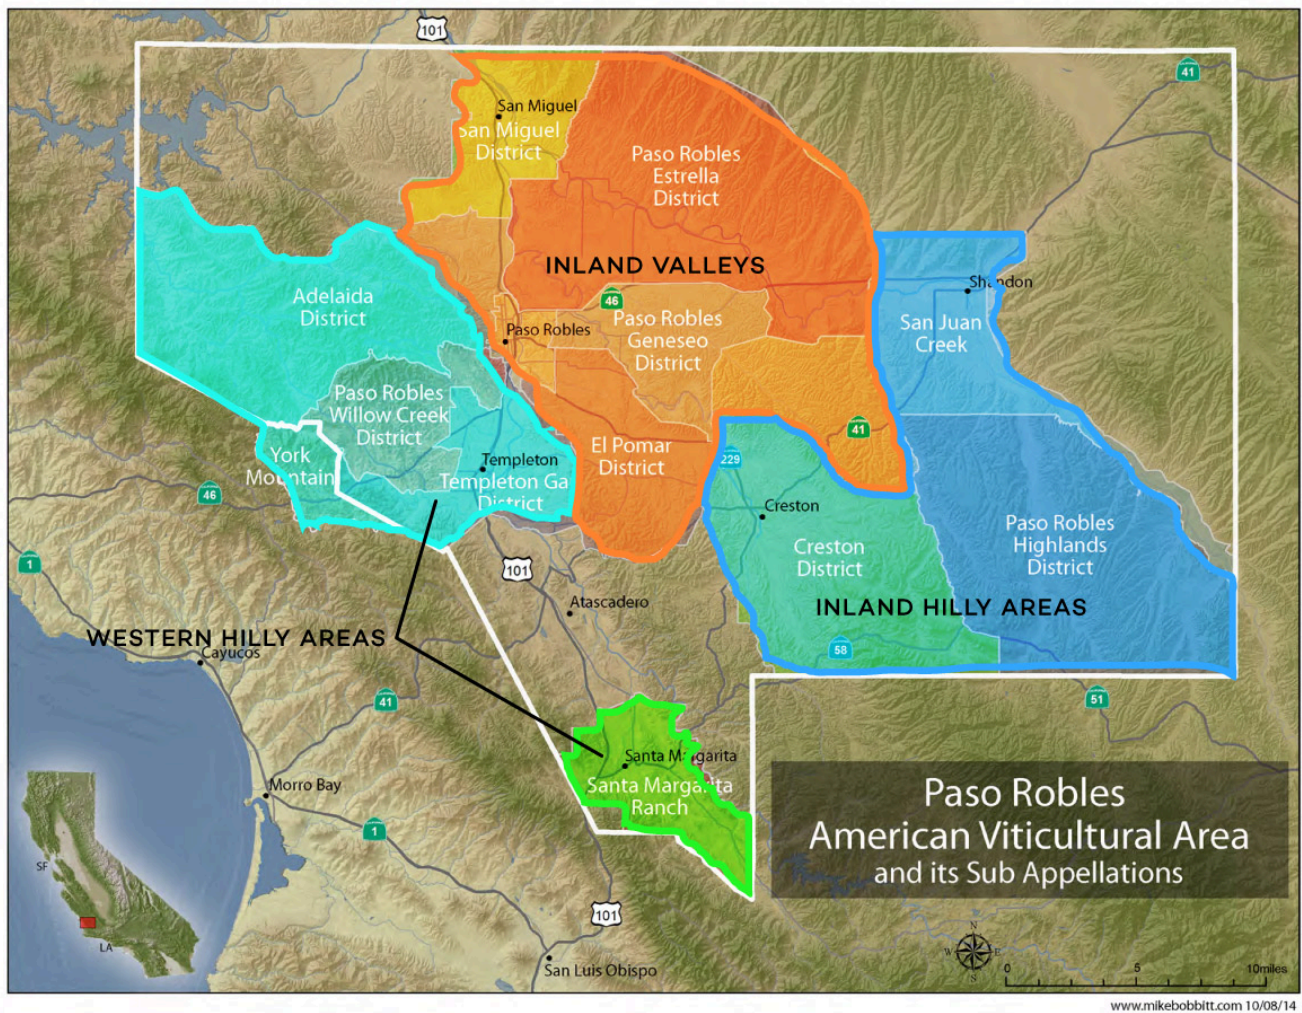 101
41
San Miguel
San Miguel
District
Paso Robles
Estrella
District
INLAND VALLEYS
Shandon
Adelaida
District
46
Paso Robles
Paso Robles
Geneseo
District
San Juan
Creek
Paso Robles
Willow Creek
District
El Pomar
District
41
229
York
Mountain
Templeton
Templeton Ga
District
46
Creston
Creston
District
Paso Robles
Highlands
District
1
101
Atascadero
INLAND HILLY AREAS
WESTERN HILLY AREAS
Cayucos
58
41
51
Santa Margarita
Santa Margarita
Ranch
Morro Bay
1
Paso Robles
American Viticultural Area
and its Sub Appellations
SF
LA
101
San Luis Obispo
N
W
E
S
0
5
10miles
www.mikebobbitt.com 10/08/14